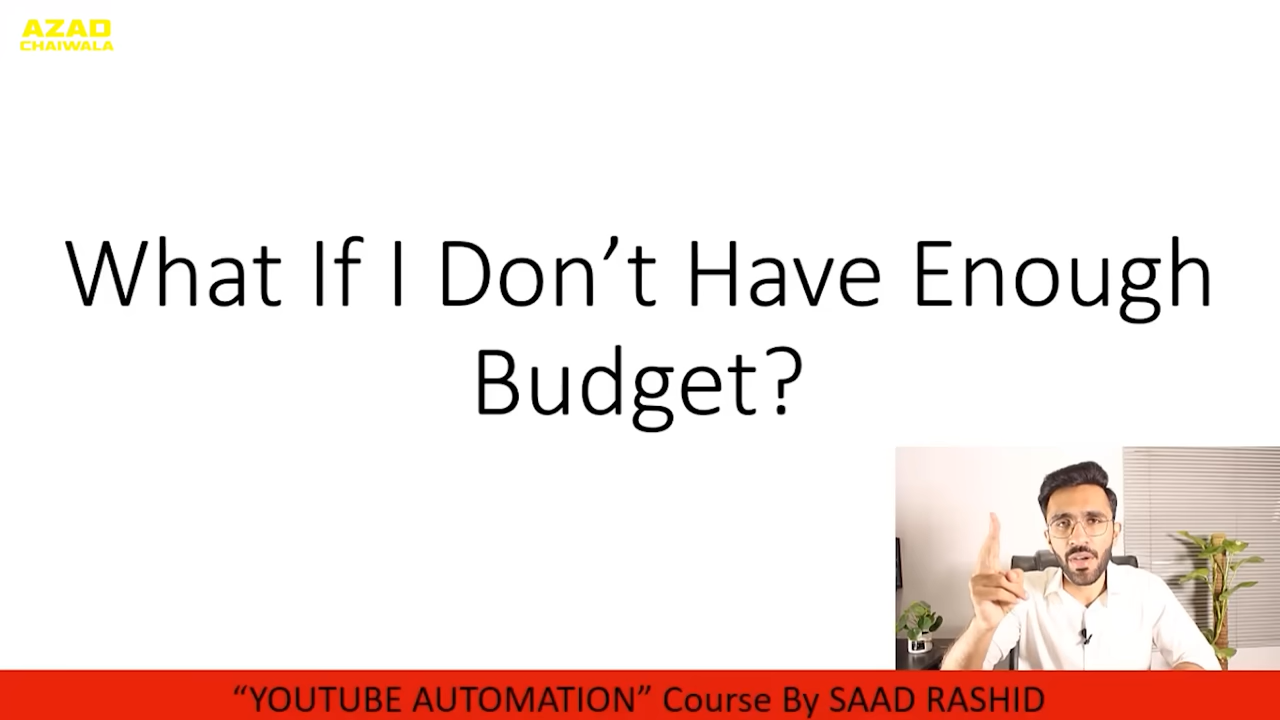 AZAD
CHAIWALA
What If I Don’t Have Enough
Budget?
“YOUTUBE AUTOMATION” Course By SAAD RASHID